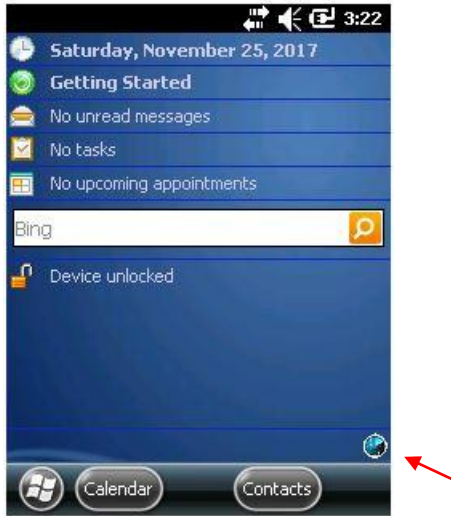 3:22
Saturday, November 25, 2017
Getting Started
No unread messages
No tasks
No upcoming appointments
Bing
Device unlocked
Calendar
Contacts